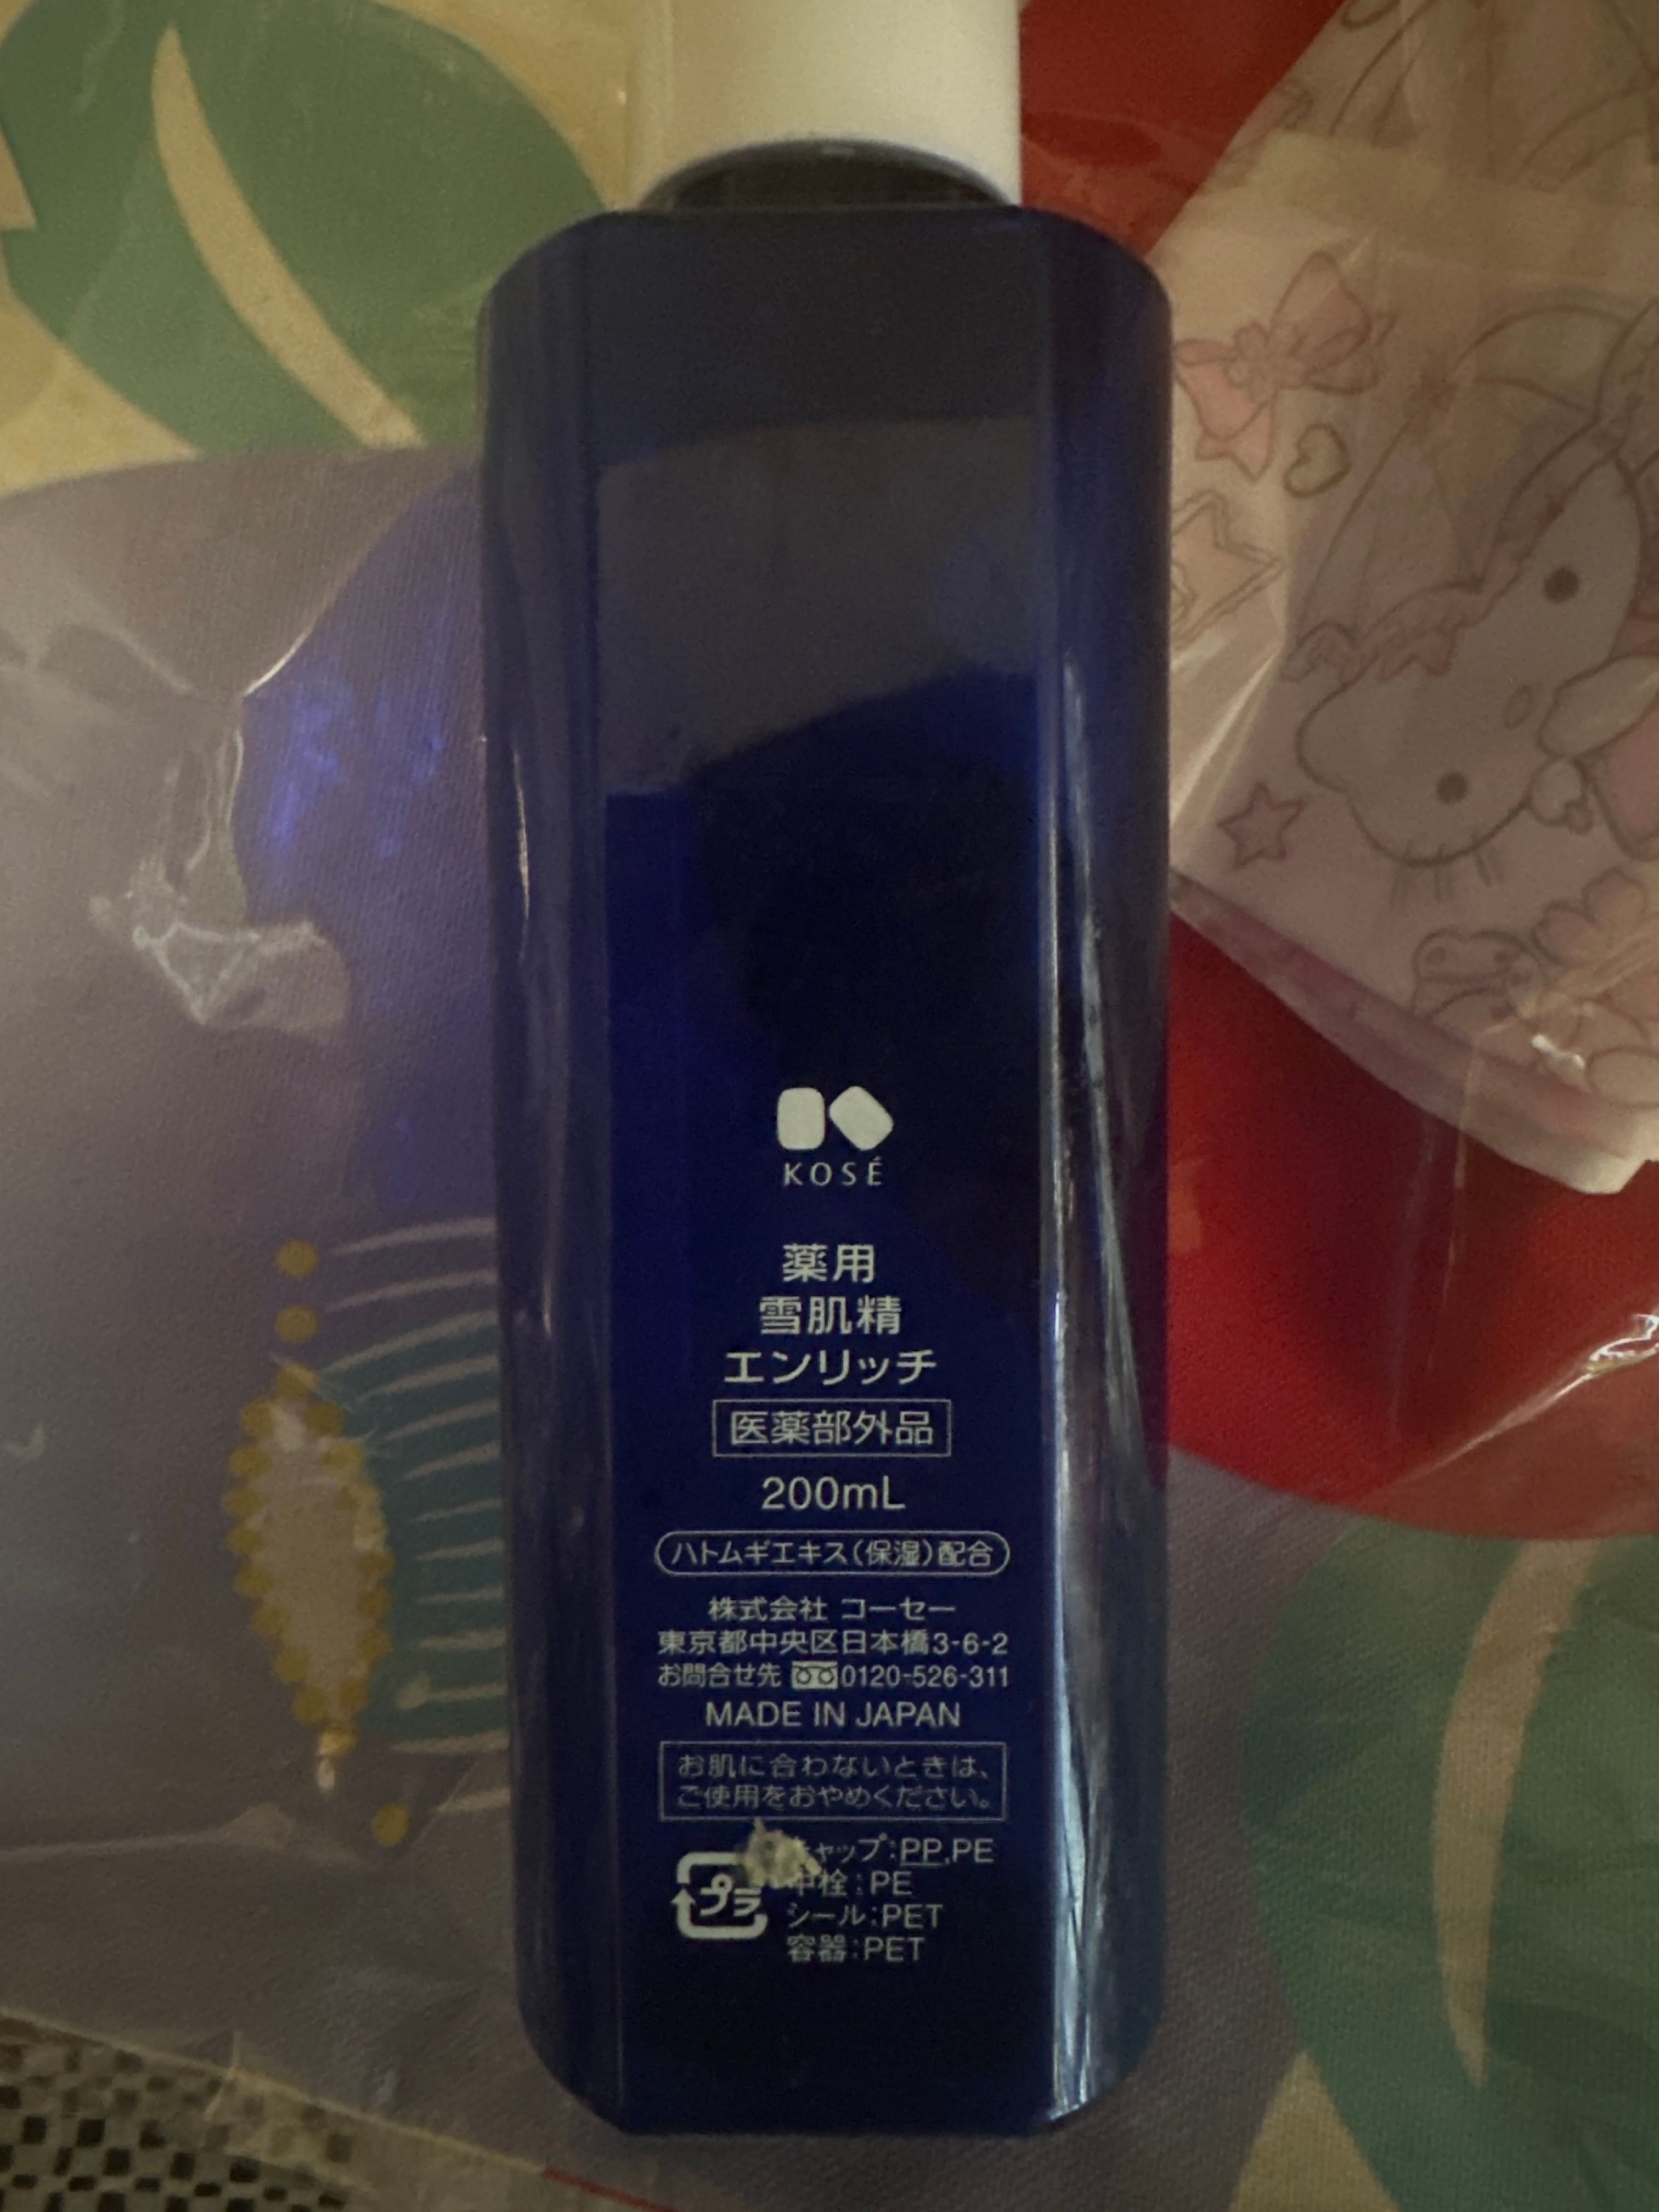 KOSÉ
薬用
雪肌精
エンリッチ
医薬部外品
200mL
ハトムギエキス(保湿)配合
株式会社 コーセー
東京都中央区日本橋3-6-2
お問合せ先 0120-526-311
MADE IN JAPAN
お肌に合わないときは、
ご使用をおやめください。
キャップ:PP,PE
中栓:PE
シール:PET
容器:PET
プラ